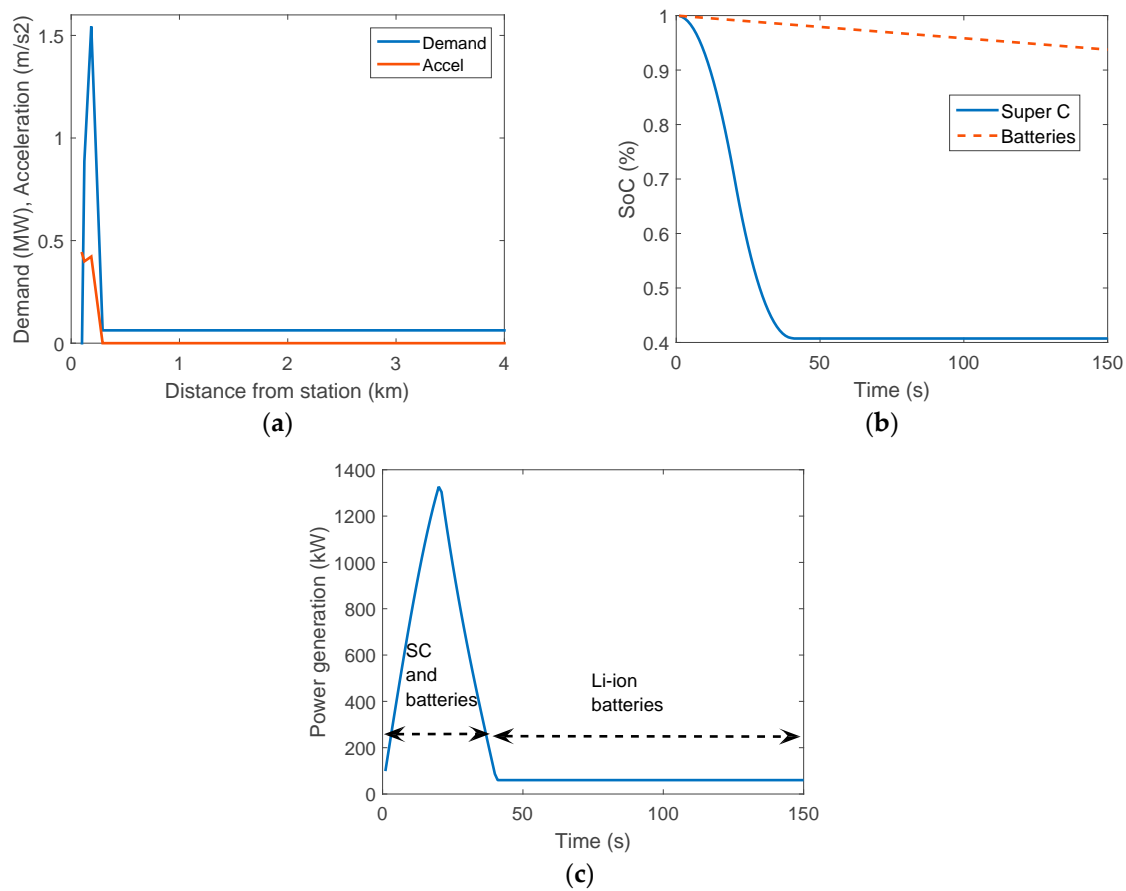 Demand (MW), Acceleration (m/s2)
1.5
1
0.5
0
Demand
Accel
0
1
2
3
4
Distance from station (km)
(a)
SoC (%)
1
0.9
0.8
0.7
0.6
0.5
0.4
Super C
Batteries
0
50
100
150
Time (s)
(b)
Power generation (kW)
1400
1200
1000
800
600
400
200
0
SC
and
batteries
Li-ion
batteries
0
50
100
150
Time (s)
(c)